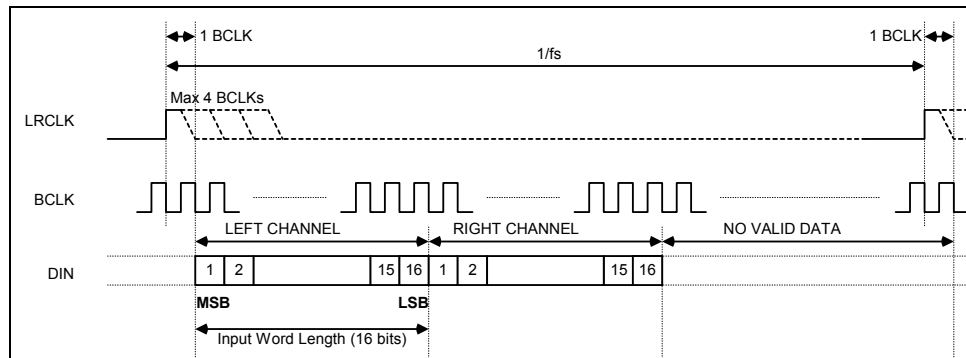 1 BCLK 1 BCLK
1/fs
Max 4 BCLKs
LRCLK
BCLK
LEFT CHANNEL RIGHT CHANNEL NO VALID DATA
DIN 1 2 15 16 1 2 15 16
MSB LSB
Input Word Length (16 bits)